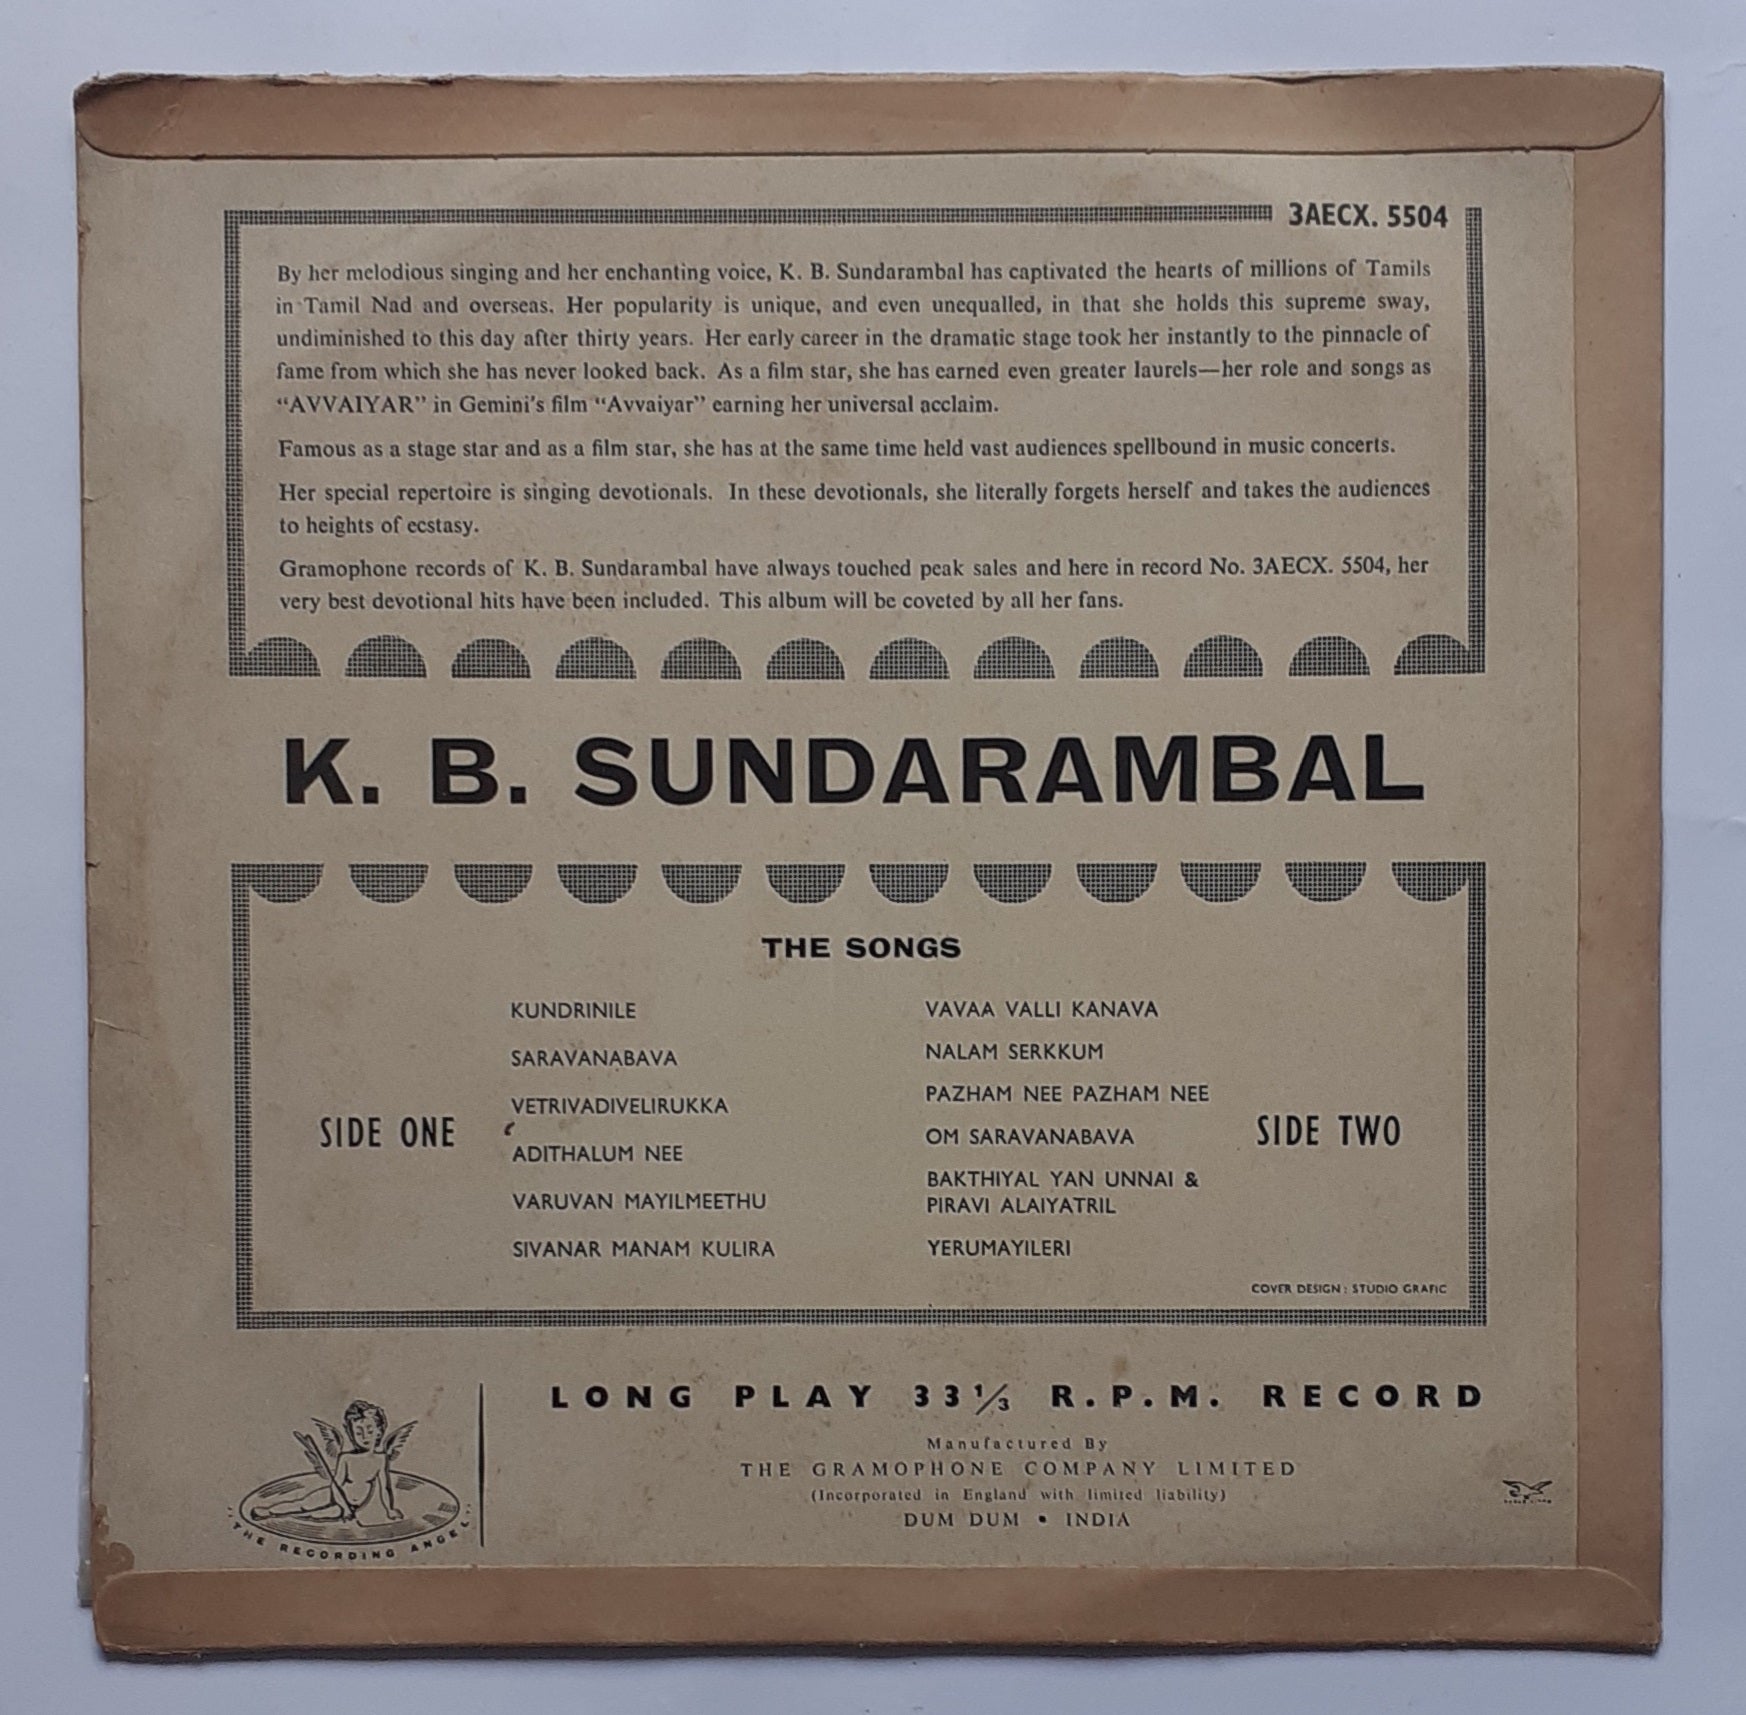 3AECX. 5504
By her melodious singing and her enchanting voice, K. B. Sundarambal has captivated the hearts of millions of Tamils
in Tamil Nad and overseas. Her popularity is unique, and even unequalled, in that she holds this supreme sway,
undiminished to this day after thirty years. Her early career in the dramatic stage took her instantly to the pinnacle of
fame from which she has never looked back. As a film star, she has earned even greater laurels—her role and songs as
“AVVAIYAR” in Gemini's film “Avvaiyar” earning her universal acclaim.
Famous as a stage star and as a film star, she has at the same time held vast audiences spellbound in music concerts.
Her special repertoire is singing devotionals. In these devotionals, she literally forgets herself and takes the audiences
to heights of ecstasy.
Gramophone records of K. B. Sundarambal have always touched peak sales and here in record No. 3AECX. 5504, her
very best devotional hits have been included. This album will be coveted by all her fans.
K. B. SUNDARAMBAL
THE SONGS
SIDE ONE
KUNDRINILE
SARAVANABAVA
VETRIVADIVELIRUKKA
ADITHALUM NEE
VARUVAN MAYILMEETHU
SIVANAR MANAM KULIRA
SIDE TWO
VAVAA VALLI KANAVA
NALAM SERKKUM
PAZHAM NEE PAZHAM NEE
OM SARAVANABAVA
BAKTHIYAL YAN UNNAI &
PIRAVI ALAIYATRIL
YERUMAYILERI
COVER DESIGN : STUDIO GRAFIC
LONG PLAY 33⅓ R.P.M. RECORD
Manufactured By
THE GRAMOPHONE COMPANY LIMITED
(Incorporated in England with limited liability)
DUM DUM • INDIA
"THE RECORDING ANGEL"